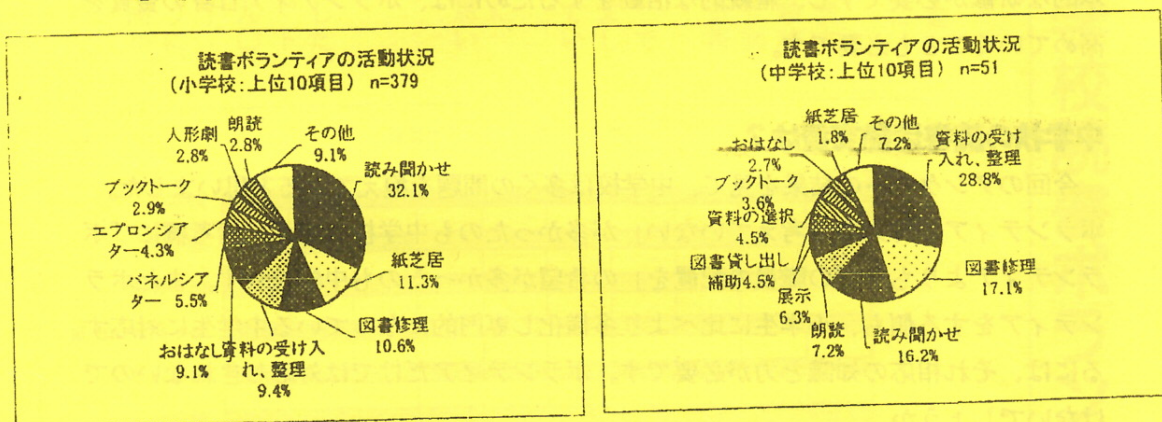 読書ボランティアの活動状況
(小学校：上位10項目) n=379
その他
9.1%
読み聞かせ
32.1%
紙芝居
11.3%
図書修理
10.6%
資料の受け入
れ、整理
9.4%
おはなし
9.1%
パネルシア
ター
5.5%
エプロンシア
ター4.3%
ブックトーク
2.9%
人形劇
2.8%
朗読
2.8%
読書ボランティアの活動状況
(中学校：上位10項目) n=51
その他
7.2%
資料の受け
入れ、整理
28.8%
図書修理
17.1%
読み聞かせ
16.2%
朗読
7.2%
展示
6.3%
図書貸し出し
補助4.5%
資料の選択
4.5%
ブックトーク
3.6%
おはなし
2.7%
紙芝居
1.8%